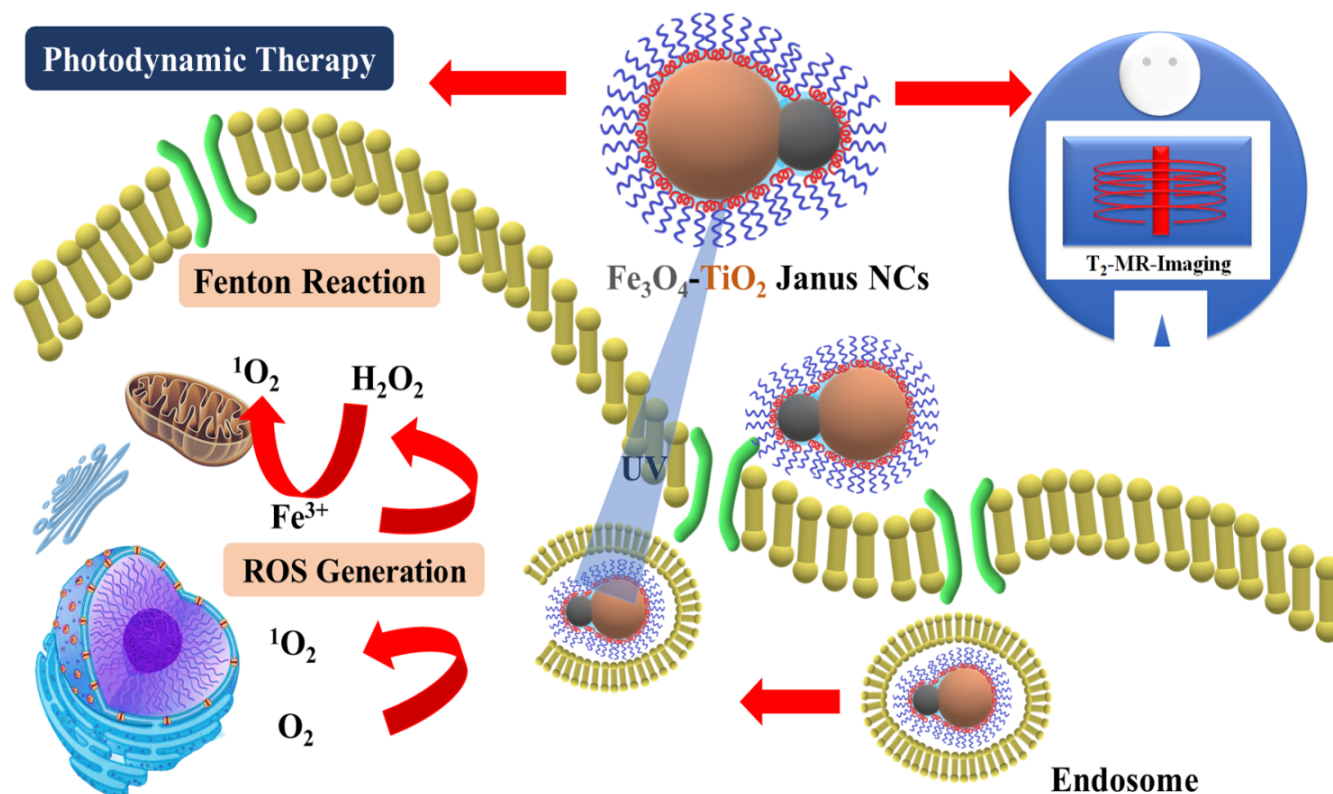 Photodynamic Therapy
Fe₃O₄-TiO₂ Janus NCs
T₂-MR-Imaging
Fenton Reaction
¹O₂
H₂O₂
Fe³⁺
UV
ROS Generation
¹O₂
O₂
Endosome